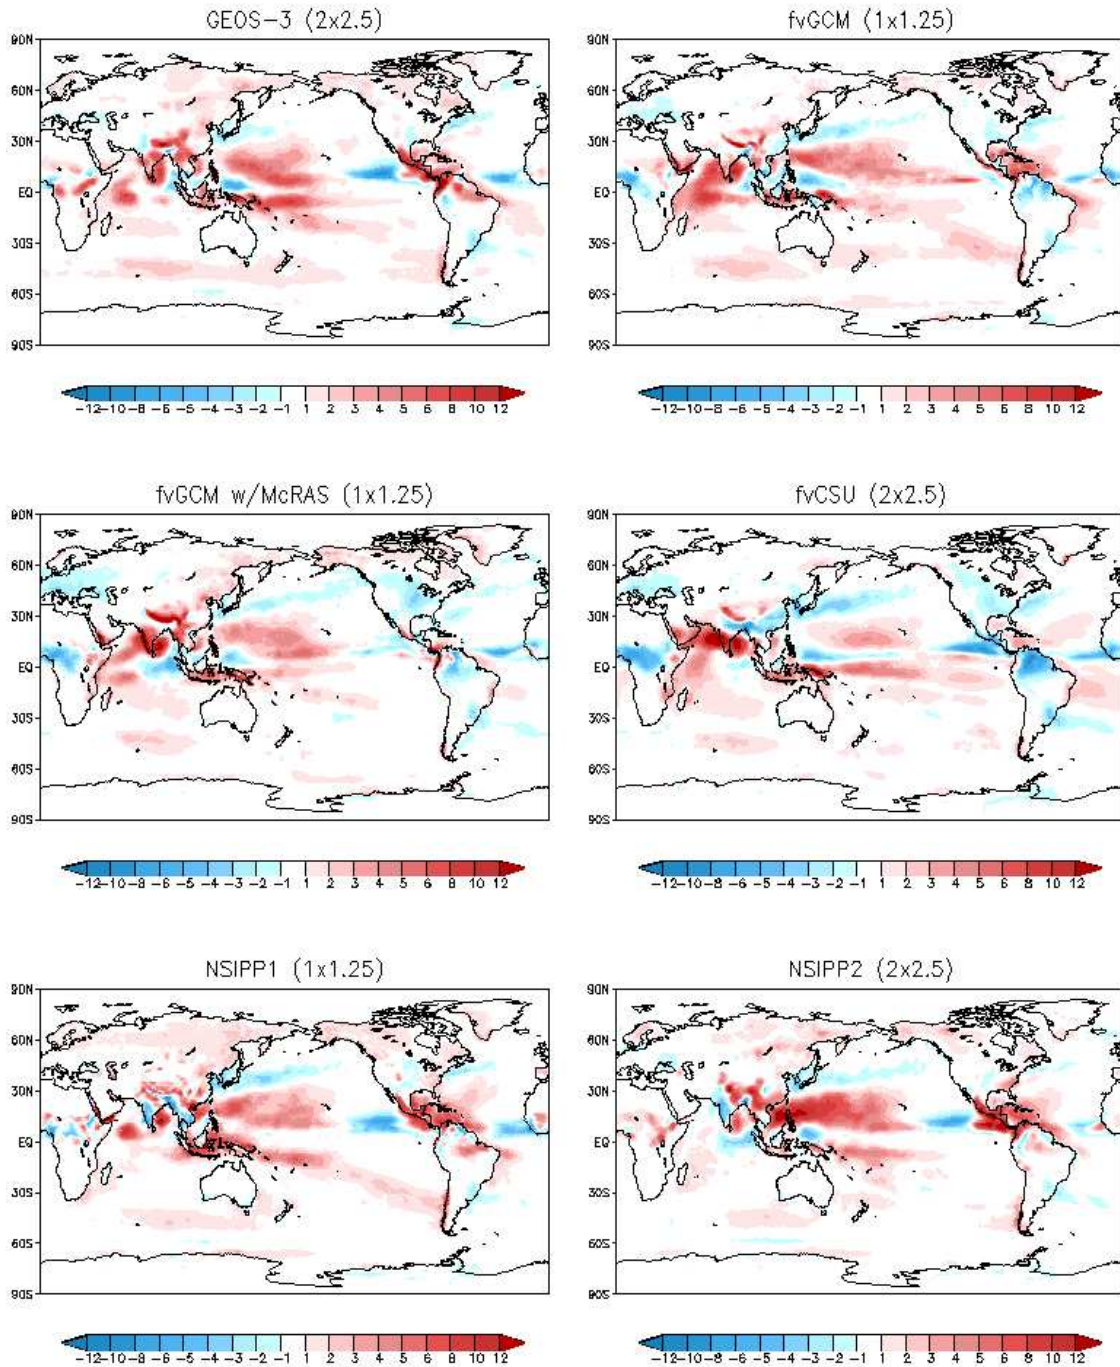 GEOS-3 (2x2.5)
90N
60N
30N
EQ
30S
60S
90S
-12 -10 -8 -6 -4 -3 -2 -1 1 2 3 4 5 6 8 10 12
fvGCM (1x1.25)
90N
60N
30N
EQ
30S
60S
90S
-12 -10 -8 -6 -5 -4 -3 -2 -1 1 2 3 4 5 6 8 10 12
fvGCM w/McRAS (1x1.25)
90N
60N
30N
EQ
30S
60S
90S
-12 -10 -8 -6 -5 -4 -3 -2 -1 1 2 3 4 5 6 8 10 12
fvCSU (2x2.5)
90N
60N
30N
EQ
30S
60S
90S
-12 -10 -8 -6 -5 -4 -3 -2 -1 1 2 3 4 5 6 8 10 12
NSIPP1 (1x1.25)
90N
60N
30N
EQ
30S
60S
90S
-12 -10 -8 -6 -5 -4 -3 -2 -1 1 2 3 4 5 6 8 10 12
NSIPP2 (2x2.5)
90N
60N
30N
EQ
30S
60S
90S
-12 -10 -8 -6 -5 -4 -3 -2 -1 1 2 3 4 5 6 8 10 12